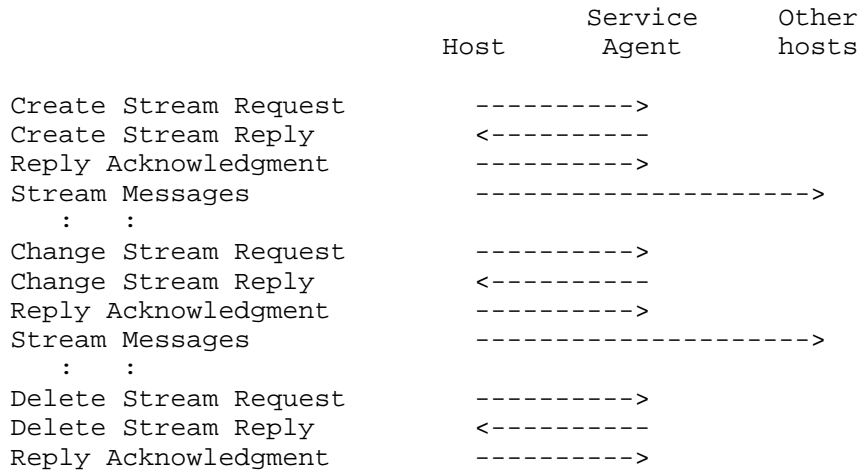 Service    Other
                      Host    Agent     hosts
Create Stream Request   ---------->
Create Stream Reply     <----------
Reply Acknowledgment    ---------->
Stream Messages         --------------------->
   :  :
Change Stream Request   ---------->
Change Stream Reply     <----------
Reply Acknowledgment    ---------->
Stream Messages         --------------------->
   :  :
Delete Stream Request   ---------->
Delete Stream Reply     <----------
Reply Acknowledgment    ---------->